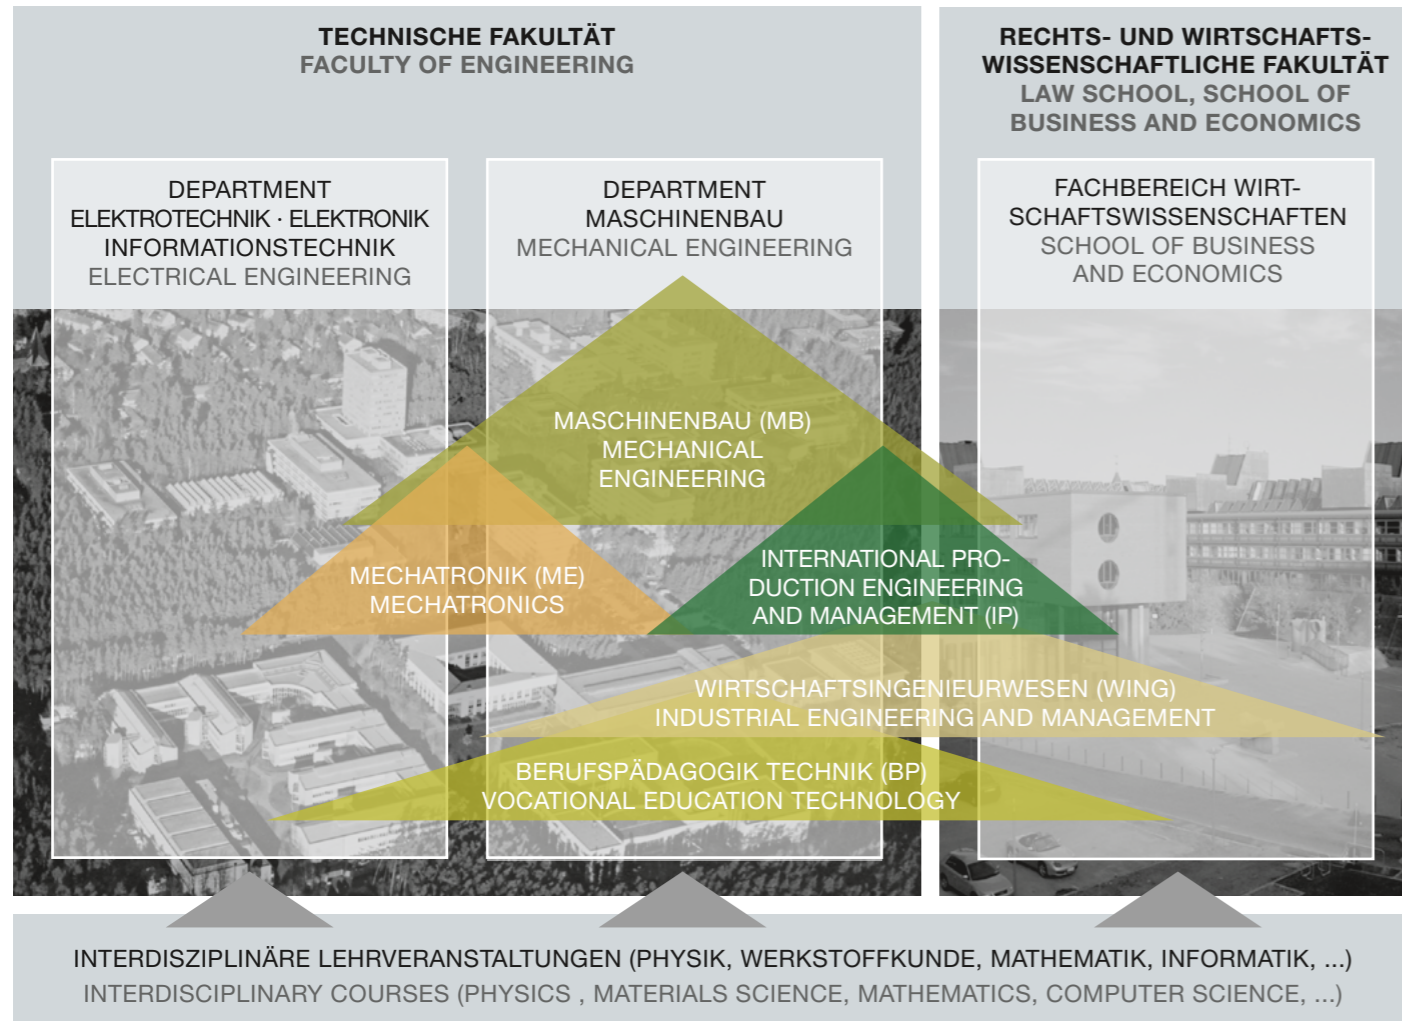 TECHNISCHE FAKULTÄT
FACULTY OF ENGINEERING
RECHTS- UND WIRTSCHAFTS-
WISSENSCHAFTLICHE FAKULTÄT
LAW SCHOOL, SCHOOL OF
BUSINESS AND ECONOMICS
DEPARTMENT
ELEKTROTECHNIK · ELEKTRONIK
INFORMATIONSTECHNIK
ELECTRICAL ENGINEERING
DEPARTMENT
MASCHINENBAU
MECHANICAL ENGINEERING
FACHBEREICH WIRT-
SCHAFTSWISSENSCHAFTEN
SCHOOL OF BUSINESS
AND ECONOMICS
MASCHINENBAU (MB)
MECHANICAL
ENGINEERING
MECHATRONIK (ME)
MECHATRONICS
INTERNATIONAL PRO-
DUCTION ENGINEERING
AND MANAGEMENT (IP)
WIRTSCHAFTSINGENIEURWESEN (WING)
INDUSTRIAL ENGINEERING AND MANAGEMENT
BERUFSPÄDAGOGIK TECHNIK (BP)
VOCATIONAL EDUCATION TECHNOLOGY
INTERDISZIPLINÄRE LEHRVERANSTALTUNGEN (PHYSIK, WERKSTOFFKUNDE, MATHEMATIK, INFORMATIK, ...)
INTERDISCIPLINARY COURSES (PHYSICS , MATERIALS SCIENCE, MATHEMATICS, COMPUTER SCIENCE, ...)